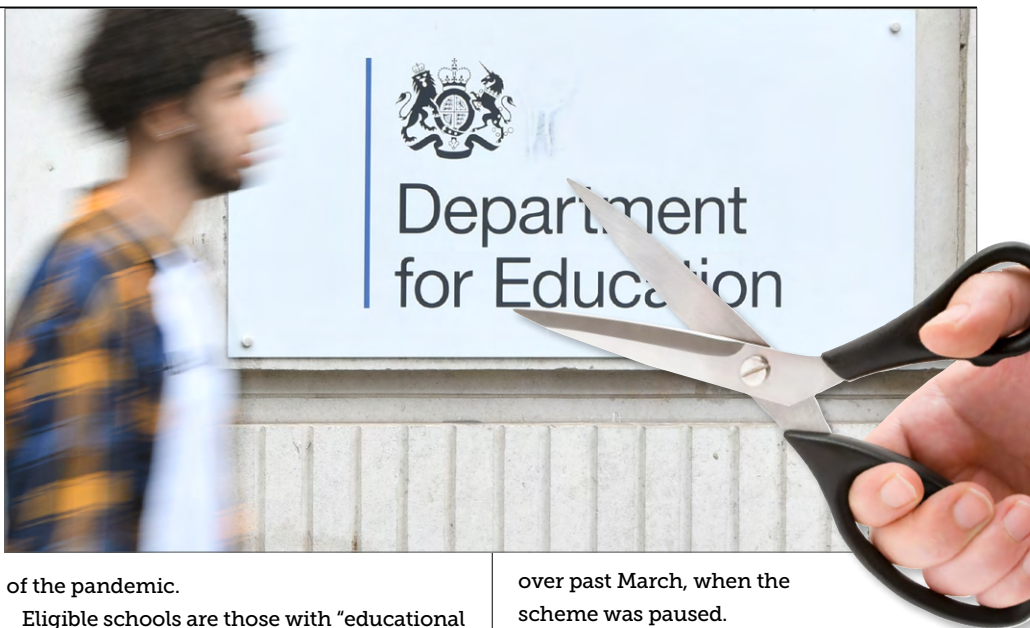 Department
for Education
of the pandemic.
Eligible schools are those with “educational
over past March, when the
scheme was paused.